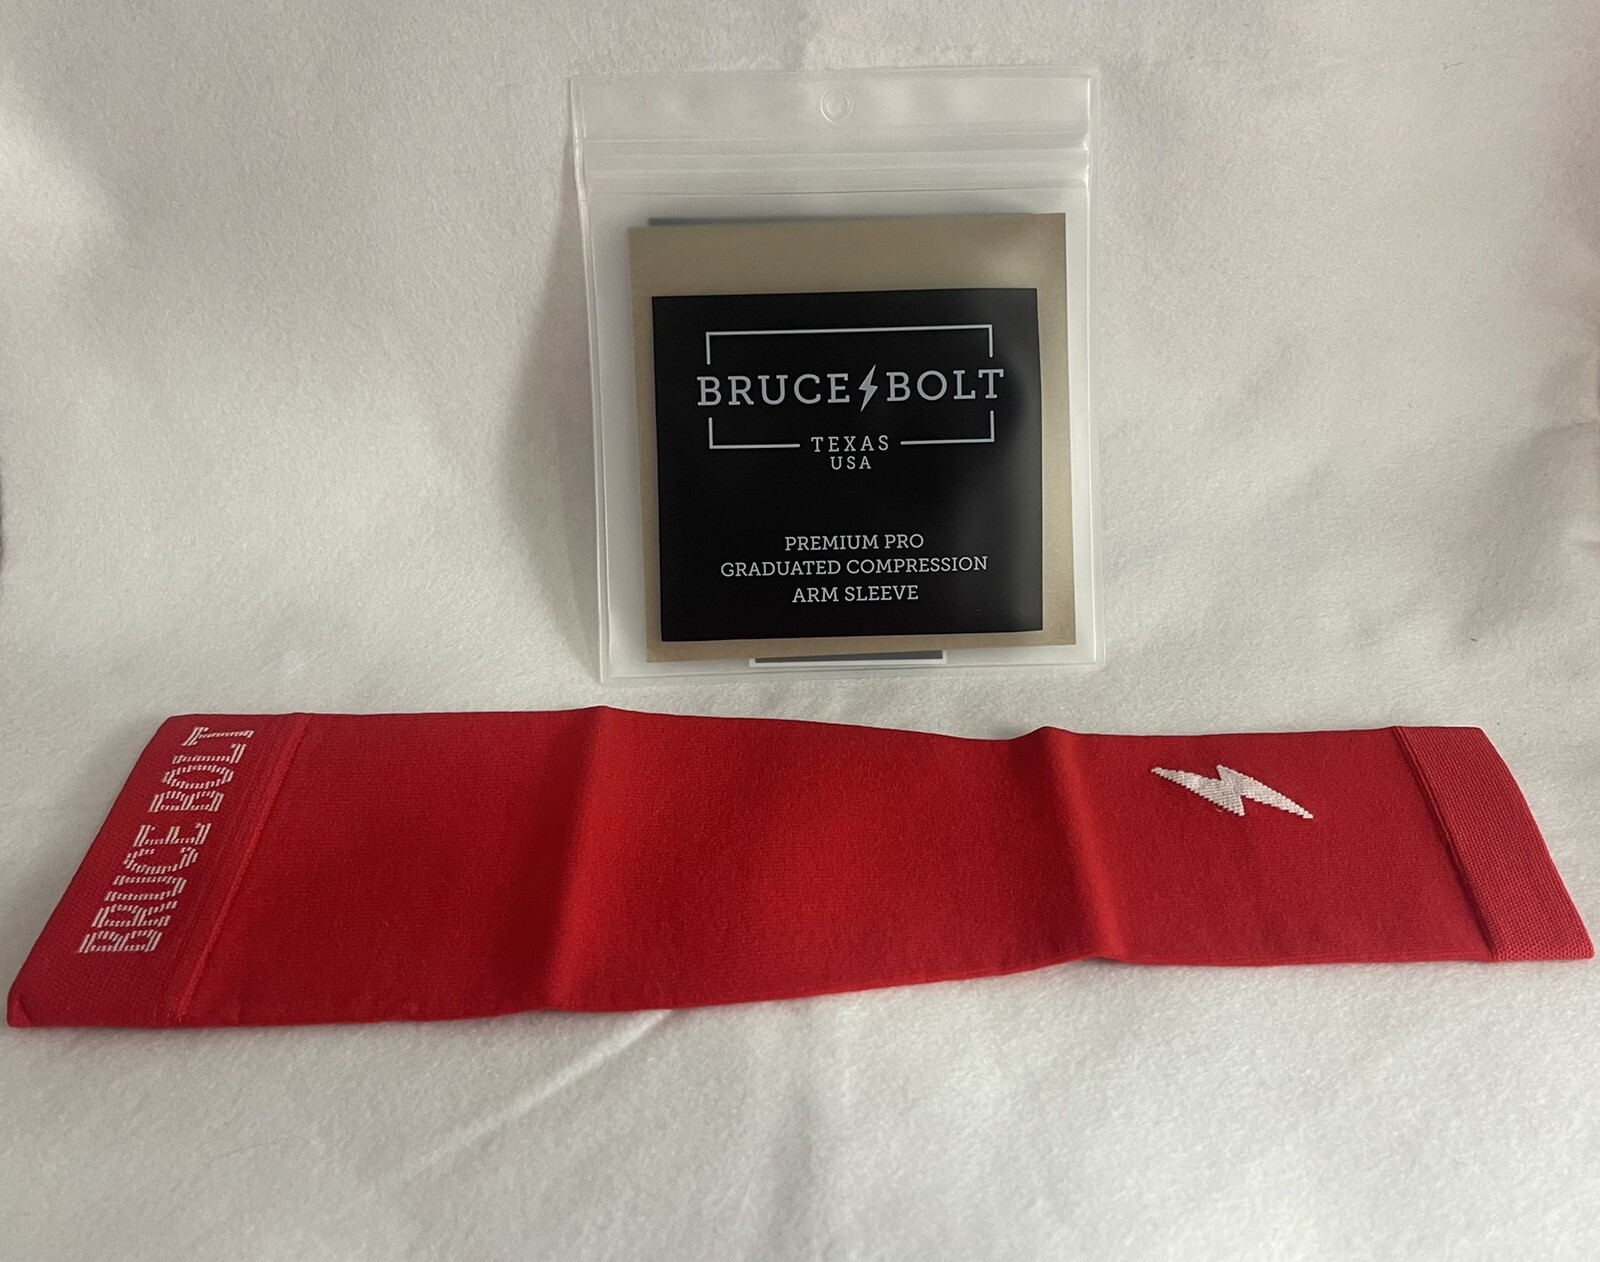 BRUCE BOLT
TEXAS
USA
PREMIUM PRO
GRADUATED COMPRESSION
ARM SLEEVE
BRUCE BOLT